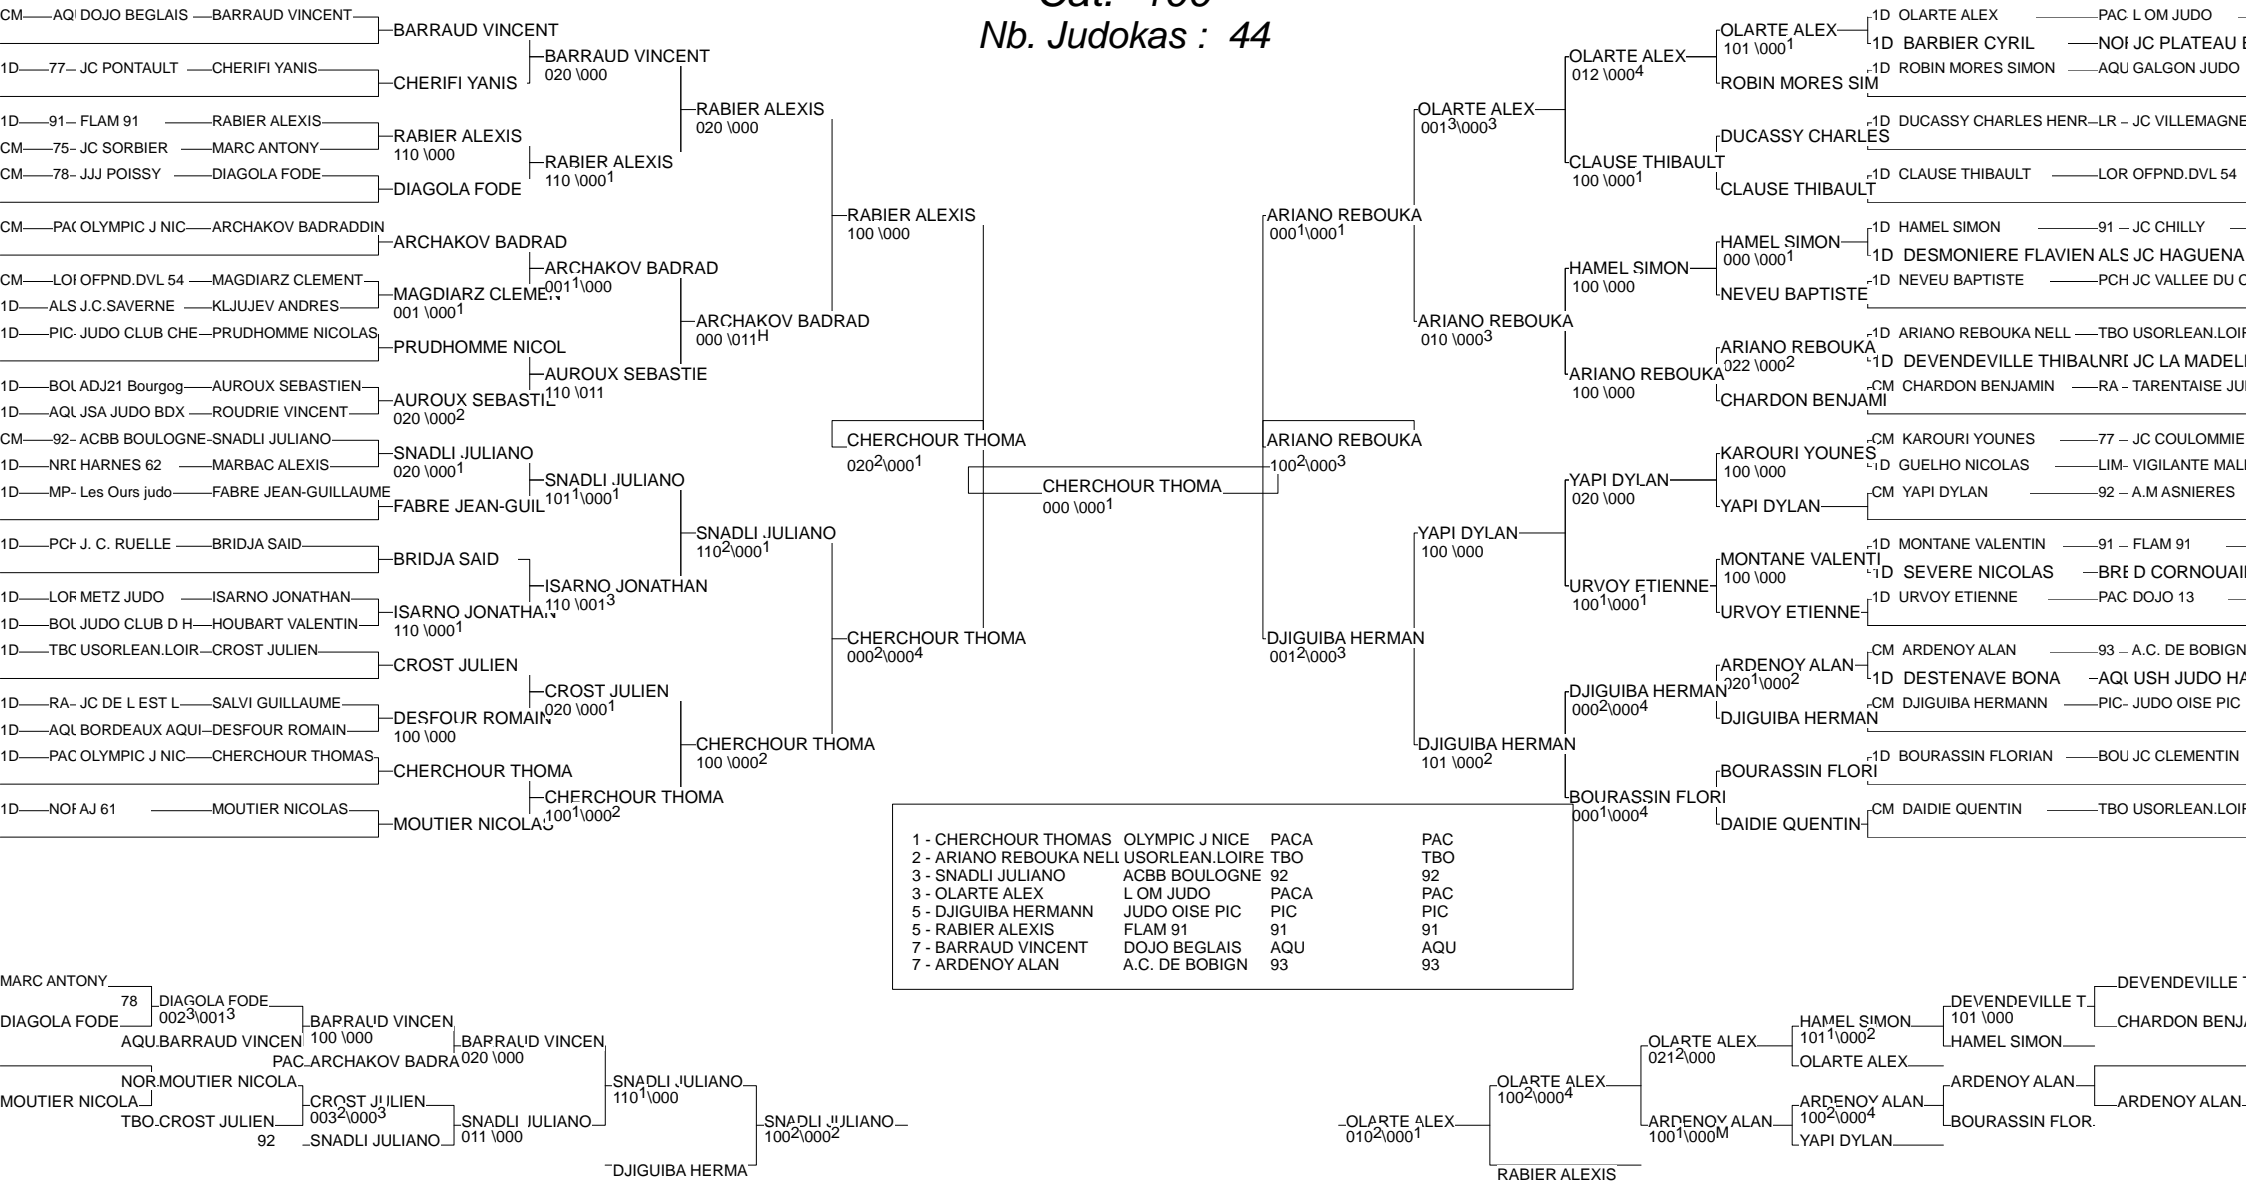 Nb. Judokas : 44
CM AQ DOJO BEGLAIS BARRAUD VINCENT
1D 77 JC PONTAULT CHERIFI YANIS
1D 91 FLAM 91 RABIER ALEXIS
CM 75 JC SORBIER MARC ANTONY
CM 78 JJJ POISSY DIAGOLA FODE
CM PA OLYMPIC J NIC ARCHAKOV BADRADDIN
CM LO OFPND.DVL 54 MAGDIARZ CLEMENT
1D ALS J.C.SAVERNE KLJUJEV ANDRES
1D PIC JUDO CLUB CHE PRUDHOMME NICOLAS
1D BOU ADJ21 Bourgog AUROUX SEBASTIEN
1D AQU JSA JUDO BDX ROUDRIE VINCENT
CM 92 ACBB BOULOGNE SNADLI JULIANO
1D NRD HARNES 62 MARBAC ALEXIS
1D MP Les Ours judo FABRE JEAN-GUILLAUME
1D PCH J. C. RUELLE BRIDJA SAID
1D LOR METZ JUDO ISARNO JONATHAN
1D BOU JUDO CLUB D H HOUBART VALENTIN
1D TBO USORLEAN.LOIR CROST JULIEN
1D RA JC DE L EST L SALVI GUILLAUME
1D AQU BORDEAUX AQUI DESFOUR ROMAIN
1D PAC OLYMPIC J NIC CHERCHOUR THOMAS
1D NOR AJ 61 MOUTIER NICOLAS
BARRAUD VINCENT
CHERIFI YANIS
RABIER ALEXIS
110 \000
DIAGOLA FODE
ARCHAKOV BADRAD
MAGDIARZ CLEMEN
001 \0001
PRUDHOMME NICOL
AUROUX SEBASTIE
020 \0002
SNADLI JULIANO
020 \0001
FABRE JEAN-GUIL
BRIDJA SAID
ISARNO JONATHAN
110 \0001
CROST JULIEN
DESFOUR ROMAIN
100 \000
CHERCHOUR THOMA
MOUTIER NICOLAS
BARRAUD VINCENT
020 \000
RABIER ALEXIS
110 \0001
ARCHAKOV BADRAD
0011\000
AUROUX SEBASTIE
110 \011
SNADLI JULIANO
1011\0001
ISARNO JONATHAN
110 \0013
CROST JULIEN
020 \0001
CHERCHOUR THOMA
1001\0002
RABIER ALEXIS
020 \000
ARCHAKOV BADRAD
000 \011H
SNADLI JULIANO
1102\0001
CHERCHOUR THOMA
100 \0002
RABIER ALEXIS
100 \000
CHERCHOUR THOMA
0002\0004
CHERCHOUR THOMA
0202\0001
CHERCHOUR THOMA
000 \0001
ARIANO REBOUKA
1002\0003
ARIANO REBOUKA
0001\0001
DJIGUIBA HERMAN
0012\0003
OLARTE ALEX
0013\0003
ARIANO REBOUKA
010 \0003
YAPI DYLAN
100 \000
DJIGUIBA HERMAN
101 \0002
OLARTE ALEX
012 \0004
CLAUSE THIBAULT
100 \0001
HAMEL SIMON
100 \000
ARIANO REBOUKA
100 \000
YAPI DYLAN
020 \000
URVOY ETIENNE
1001\0001
DJIGUIBA HERMAN
0002\0004
BOURASSIN FLORI
0001\0004
OLARTE ALEX
101 \0001
ROBIN MORES SIM
DUCASSY CHARLES
CLAUSE THIBAULT
HAMEL SIMON
000 \0001
NEVEU BAPTISTE
ARIANO REBOUKA
022 \0002
CHARDON BENJAMI
KAROURI YOUNES
100 \000
YAPI DYLAN
MONTANE VALENTI
100 \000
URVOY ETIENNE
ARDENOY ALAN
0201\0002
DJIGUIBA HERMAN
BOURASSIN FLORI
DAIDIE QUENTIN
1D OLARTE ALEX PAC L OM JUDO
1D BARBIER CYRIL NOR JC PLATEAU E
1D ROBIN MORES SIMON AQU GALGON JUDO
1D DUCASSY CHARLES HENR LR JC VILLEMAGNE
1D CLAUSE THIBAULT LOR OFPND.DVL 54
1D HAMEL SIMON 91 JC CHILLY
1D DESMONIERE FLAVIEN ALS JC HAGUENA
1D NEVEU BAPTISTE PCH JC VALLEE DU C
1D ARIANO REBOUKA NELL TBO USORLEAN.LOIR
1D DEVENDEVILLE THIBAU NRD JC LA MADELE
CM CHARDON BENJAMIN RA TARENTAISE JU
CM KAROURI YOUNES 77 JC COULOMMIE
1D GUELHO NICOLAS LIM VIGILANTE MAL
CM YAPI DYLAN 92 A.M ASNIERES
1D MONTANE VALENTIN 91 FLAM 91
1D SEVERE NICOLAS BRE D CORNOUAI
1D URVOY ETIENNE PAC DOJO 13
CM ARDENOY ALAN 93 A.C. DE BOBIGN
1D DESTENAVE BONA AQU USH JUDO HA
CM DJIGUIBA HERMANN PIC JUDO OISE PIC
1D BOURASSIN FLORIAN BOU JC CLEMENTIN
CM DAIDIE QUENTIN TBO USORLEAN.LOIR
1 - CHERCHOUR THOMAS OLYMPIC J NICE PACA PAC
2 - ARIANO REBOUKA NELL USORLEAN.LOIRE TBO TBO
3 - SNADLI JULIANO ACBB BOULOGNE 92 92
3 - OLARTE ALEX L OM JUDO PACA PAC
5 - DJIGUIBA HERMANN JUDO OISE PIC PIC PIC
5 - RABIER ALEXIS FLAM 91 91 91
7 - BARRAUD VINCENT DOJO BEGLAIS AQU AQU
7 - ARDENOY ALAN A.C. DE BOBIGN 93 93
MARC ANTONY
78
DIAGOLA FODE
DIAGOLA FODE
0023\0013
AQU BARRAUD VINCEN
BARRAUD VINCEN
100 \000
PAC ARCHAKOV BADRA
BARRAUD VINCEN
020 \000
MOUTIER NICOLA
NOR MOUTIER NICOLA
TBO CROST JULIEN
CROST JULIEN
0032\0003
92 SNADLI JULIANO
SNADLI JULIANO
011 \000
SNADLI JULIANO
1101\000
DJIGUIBA HERMA
SNADLI JULIANO
1002\0002
OLARTE ALEX
0102\0001
OLARTE ALEX
1002\0004
RABIER ALEXIS
OLARTE ALEX
0212\000
ARDENOY ALAN
1001\000M
HAMEL SIMON
1011\0002
OLARTE ALEX
ARDENOY ALAN
1002\0004
YAPI DYLAN
DEVENDEVILLE T
101 \000
HAMEL SIMON
ARDENOY ALAN
BOURASSIN FLOR
DEVENDEVILLE T
CHARDON BENJA
ARDENOY ALAN